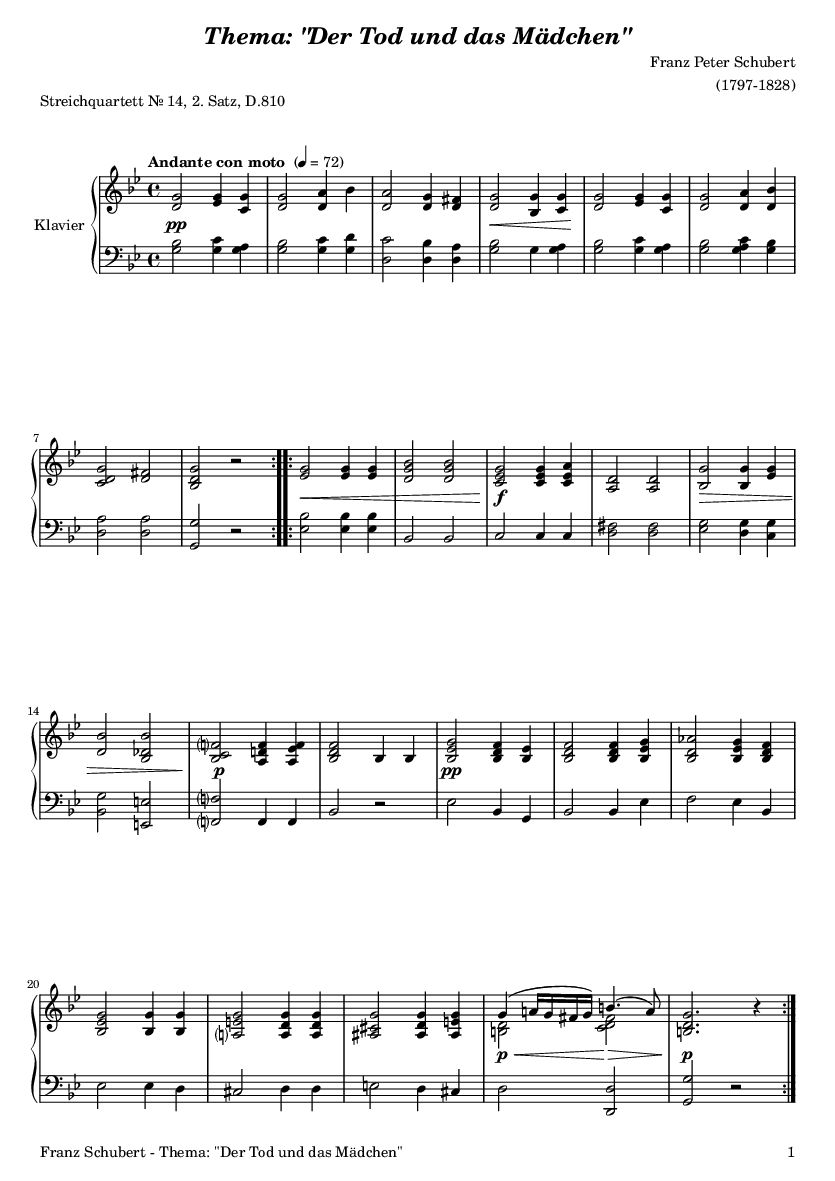 Thema: "Der Tod und das Mädchen"
Franz Peter Schubert
(1797-1828)
Streichquartett № 14, 2. Satz, D.810
Andante con moto (♩ = 72)
Klavier
pp
7
f
14
p
pp
20
p
p
Franz Schubert - Thema: "Der Tod und das Mädchen" 1